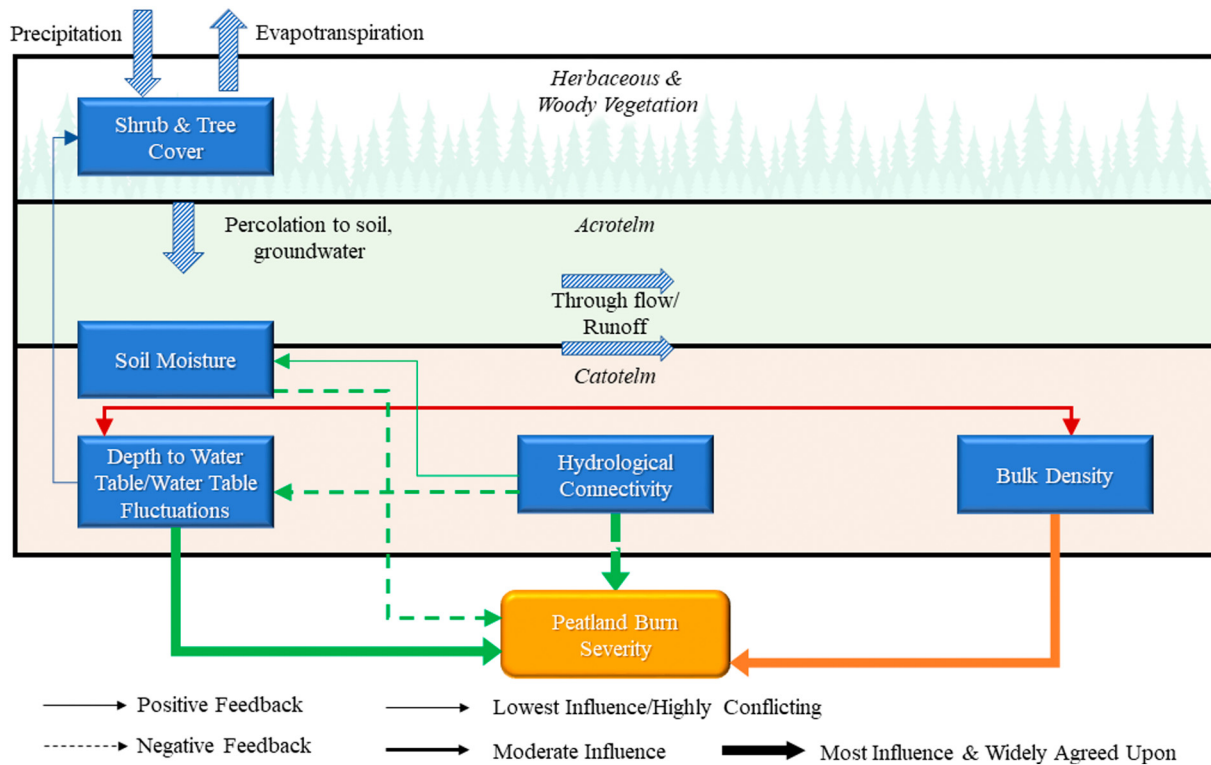 Precipitation
Evapotranspiration
Herbaceous &
Woody Vegetation
Shrub & Tree
Cover
Percolation to soil,
groundwater
Acrotelm
Through flow/
Runoff
Soil Moisture
Catotelm
Depth to Water
Table/Water Table
Fluctuations
Hydrological
Connectivity
Bulk Density
Peatland Burn
Severity
Positive Feedback
Lowest Influence/Highly Conflicting
Negative Feedback
Moderate Influence
Most Influence & Widely Agreed Upon